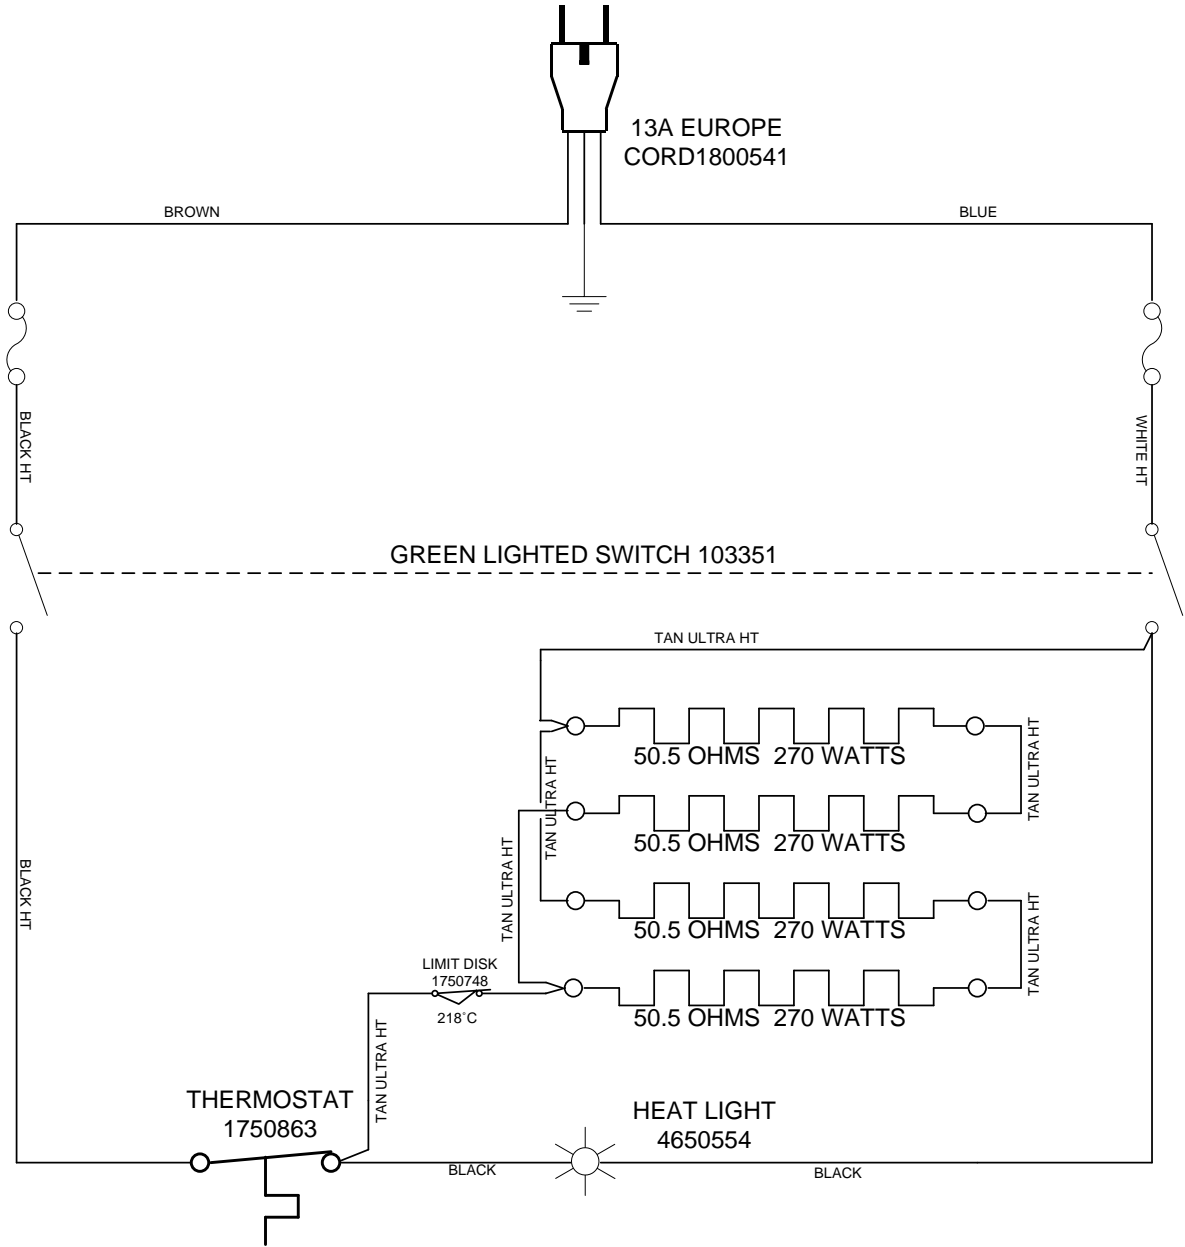 13A EUROPE
CORD1800541
BROWN
BLUE
BLACK HT
WHITE HT
GREEN LIGHTED SWITCH 103351
TAN ULTRA HT
50.5 OHMS 270 WATTS
TAN ULTRA HT
TAN ULTRA HT
50.5 OHMS 270 WATTS
TAN ULTRA HT
BLACK HT
50.5 OHMS 270 WATTS
TAN ULTRA HT
LIMIT DISK
1750748
218°C
50.5 OHMS 270 WATTS
TAN ULTRA HT
THERMOSTAT
1750863
HEAT LIGHT
4650554
BLACK
BLACK